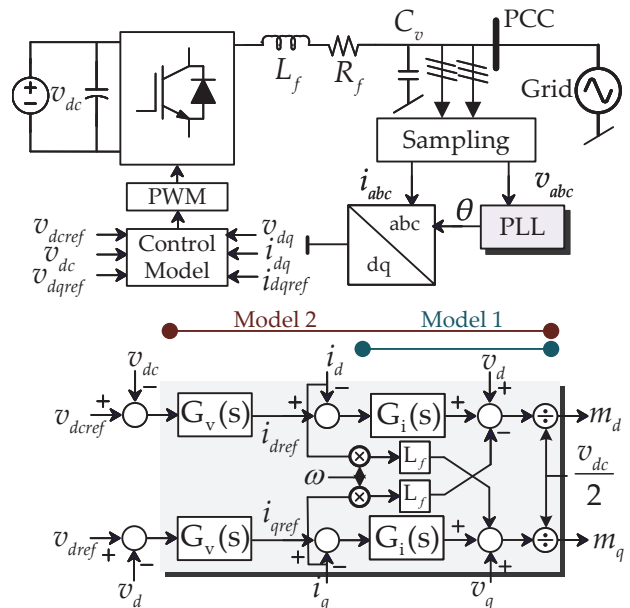 C_v
PCC
L_f
R_f
v_dc
Grid
Sampling
i_abc
v_abc
PWM
θ
abc
dq
PLL
v_dcref
v_dc
v_dqref
Control
Model
v_dq
i_dq
i_dqref
Model 2
Model 1
v_dc
i_d
v_d
+
−
+
−
+
−
v_dcref
G_v(s)
i_dref
G_i(s)
÷
m_d
×
L_f
ω
×
L_f
v_dc
2
v_dref
+
−
G_v(s)
i_qref
+
−
G_i(s)
+
+
÷
m_q
v_d
i_q
v_q